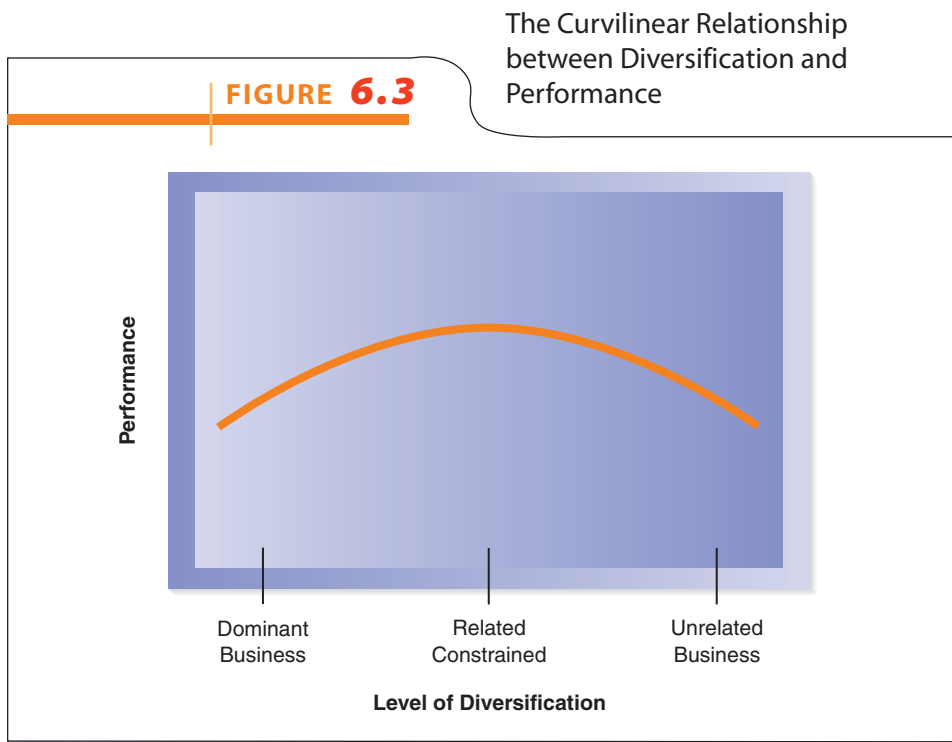 The Curvilinear Relationship
between Diversification and
Performance
FIGURE 6.3
Performance
Dominant
Business
Related
Constrained
Unrelated
Business
Level of Diversification